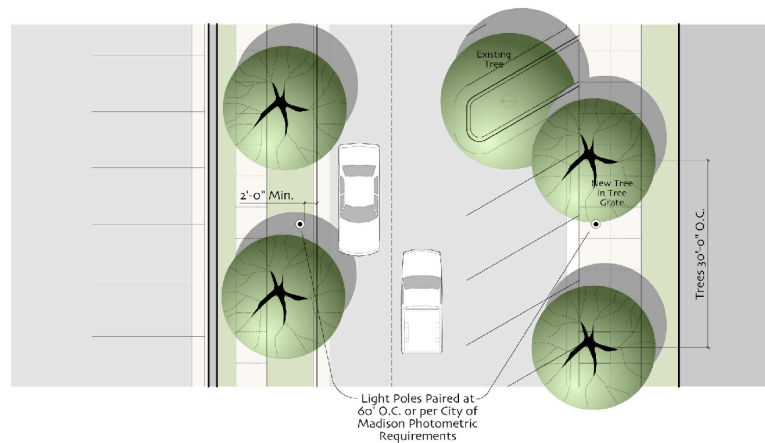 Existing
Tree
New Tree
in Tree
Grate
2'-0" Min.
Trees 30'-0" O.C.
Light Poles Paired at
60' O.C. or per City of
Madison Photometric
Requirements